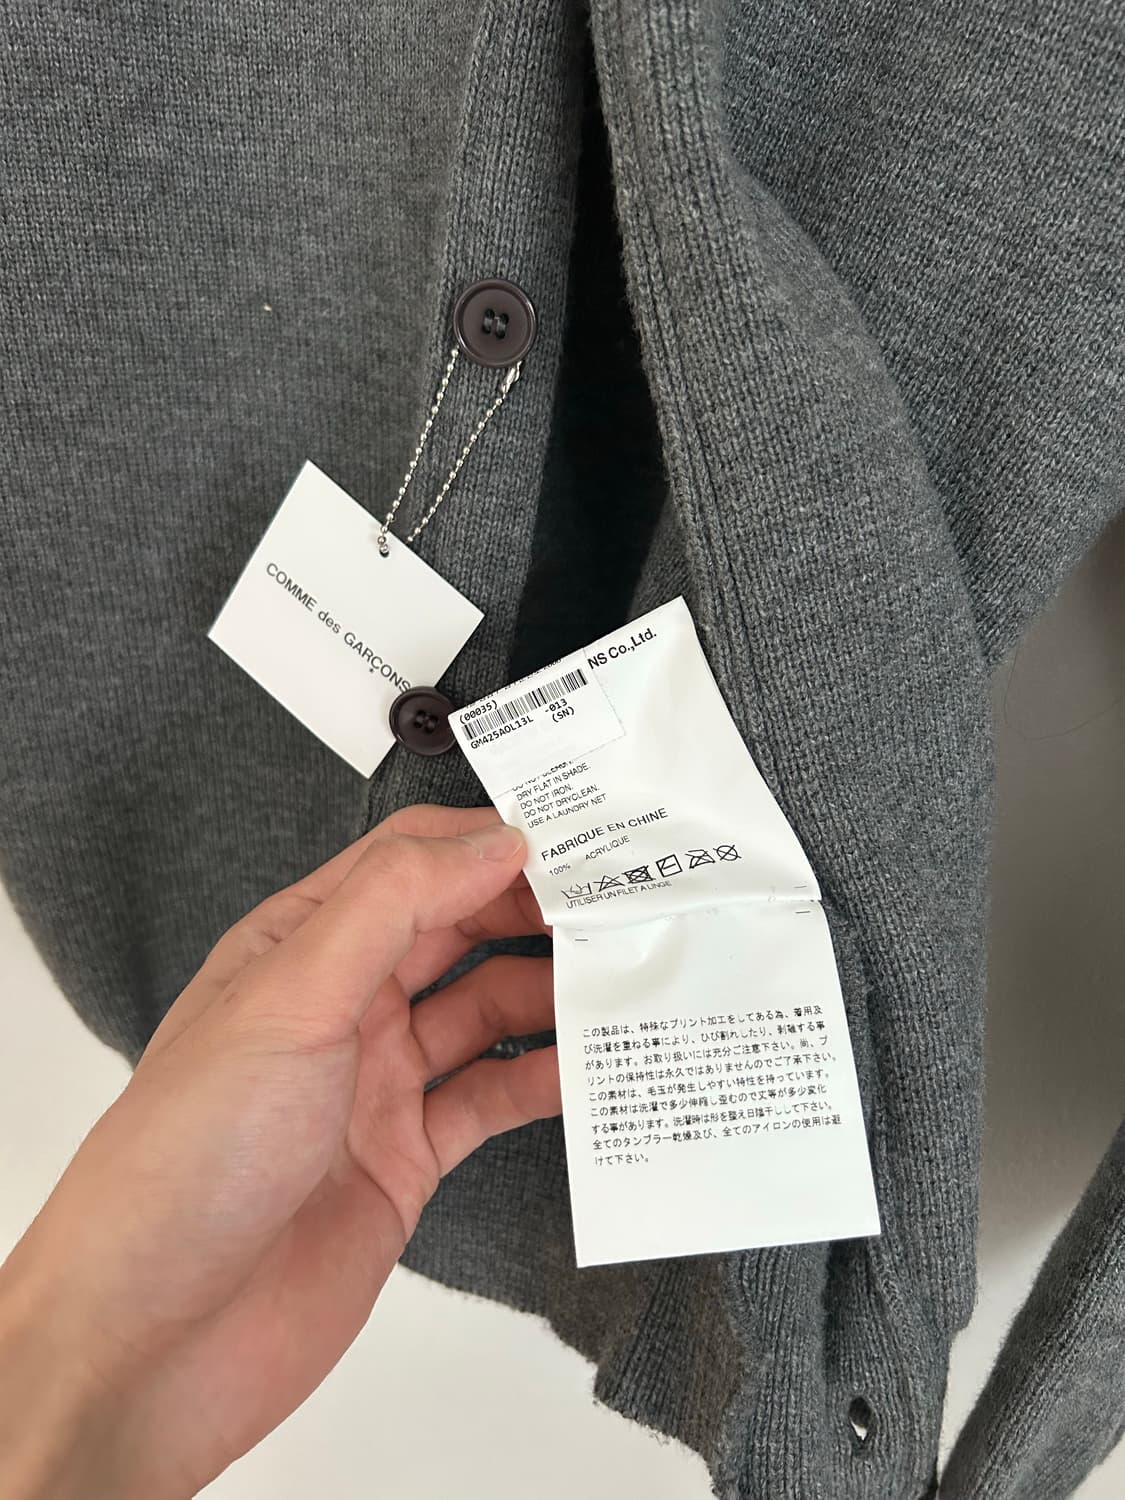 COMME des GARÇONS
NS Co., Ltd.
(00035)
GM425AOL13L -013
(SN)
DRY FLAT IN SHADE.
DO NOT IRON.
DO NOT DRYCLEAN.
USE A LAUNDRY NET
FABRIQUE EN CHINE
100% ACRYLIQUE
UTILISER UN FILET A LINGE
この製品は、特殊なプリント加工をしてある為、着用及
び洗濯を重ねる事により、ひび割れしたり、剥離する事
があります。お取り扱いには充分ご注意下さい。尚、プ
リントの保持性は永久ではありませんのでご了承下さい。
この素材は、毛玉が発生しやすい特性を持っています。
この素材は洗濯で多少伸縮し歪むので丈等が多少変化
する事があります。洗濯時は形を整え日陰干しして下さい。
全てのタンブラー乾燥及び、全てのアイロンの使用は避
けて下さい。